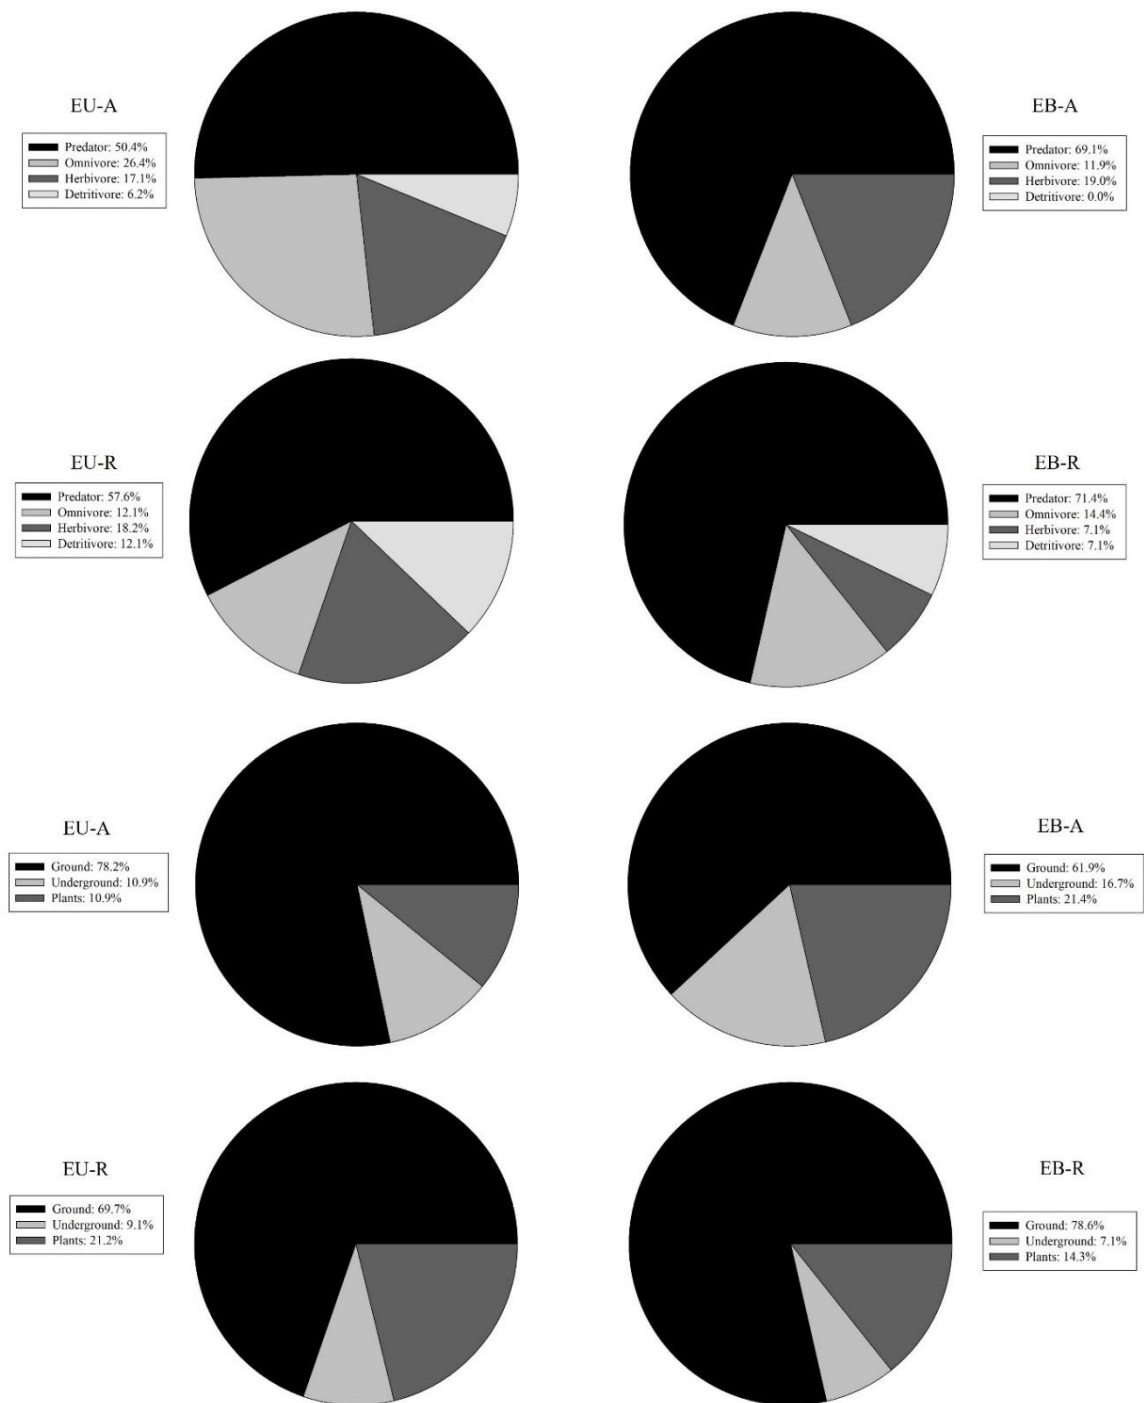 EU-A
Predator: 50.4%
Omnivore: 26.4%
Herbivore: 17.1%
Detritivore: 6.2%
EB-A
Predator: 69.1%
Omnivore: 11.9%
Herbivore: 19.0%
Detritivore: 0.0%
EU-R
Predator: 57.6%
Omnivore: 12.1%
Herbivore: 18.2%
Detritivore: 12.1%
EB-R
Predator: 71.4%
Omnivore: 14.4%
Herbivore: 7.1%
Detritivore: 7.1%
EU-A
Ground: 78.2%
Underground: 10.9%
Plants: 10.9%
EB-A
Ground: 61.9%
Underground: 16.7%
Plants: 21.4%
EU-R
Ground: 69.7%
Underground: 9.1%
Plants: 21.2%
EB-R
Ground: 78.6%
Underground: 7.1%
Plants: 14.3%